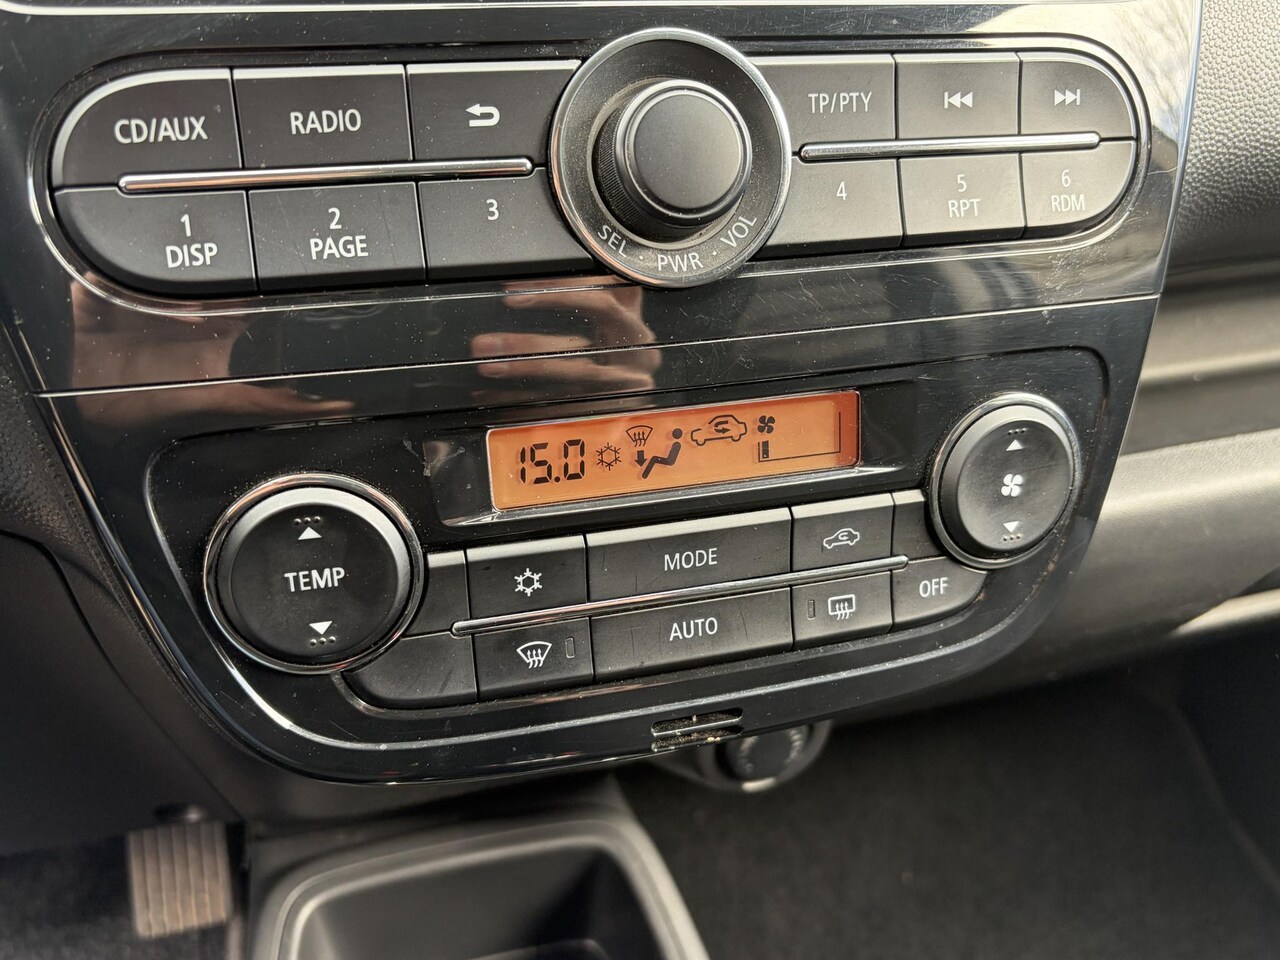 CD/AUX
RADIO
TP/PTY
1
DISP
2
PAGE
3
4
5
RPT
6
RDM
SEL · PWR · VOL
15.0
TEMP
MODE
AUTO
OFF